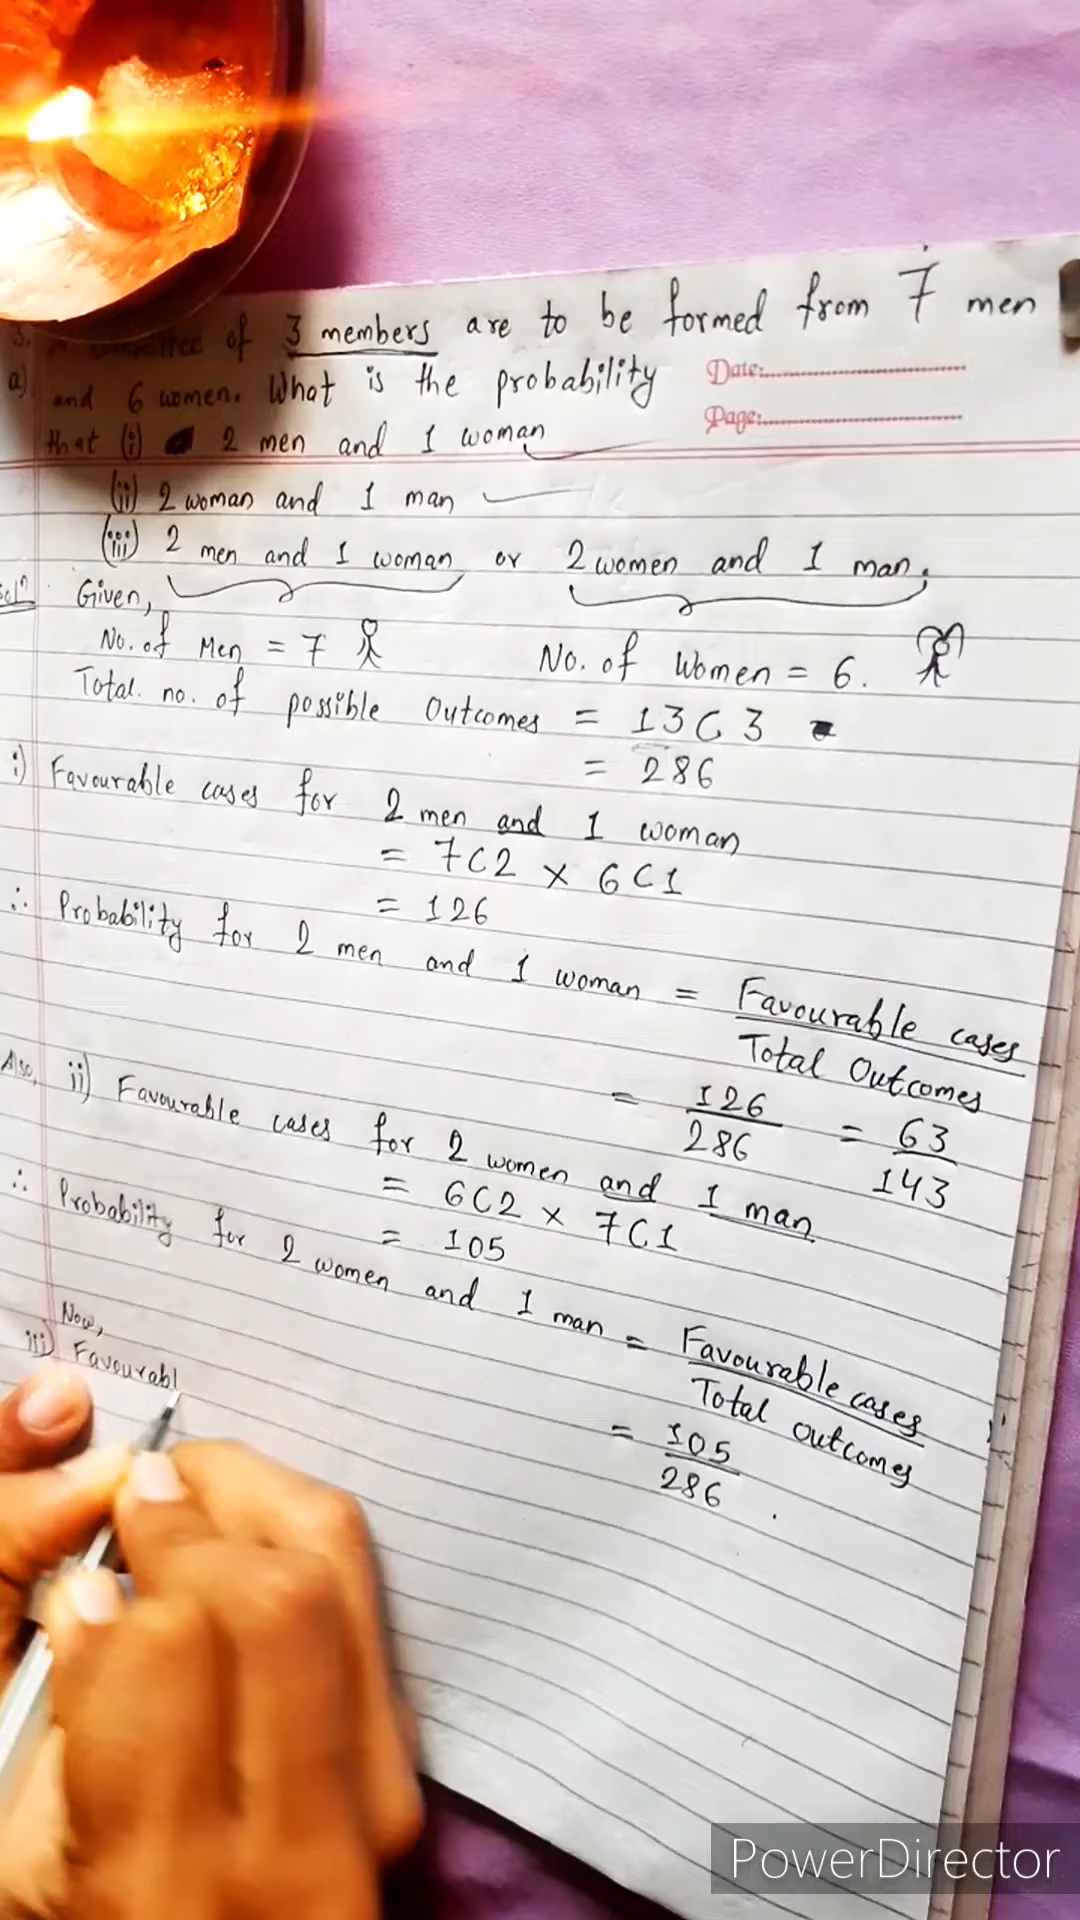 of 3 members are to be formed from 7 men
a) and 6 women. What is the probability
Date:
Page:
that (i) 2 men and 1 woman
(ii) 2 woman and 1 man
(iii) 2 men and 1 woman or 2 women and 1 man.
Solⁿ Given,
No. of Men = 7 No. of Women = 6.
Total no. of possible Outcomes = 13C3
= 286
i) Favourable cases for 2 men and 1 woman
= 7C2 × 6C1
= 126
∴ Probability for 2 men and 1 woman = Favourable cases
Total Outcomes
= 126 / 286 = 63 / 143
Also, ii) Favourable cases for 2 women and 1 man
= 6C2 × 7C1
= 105
∴ Probability for 2 women and 1 man = Favourable cases
Total outcomes
= 105 / 286 .
Now,
iii) Favourabl
PowerDirector